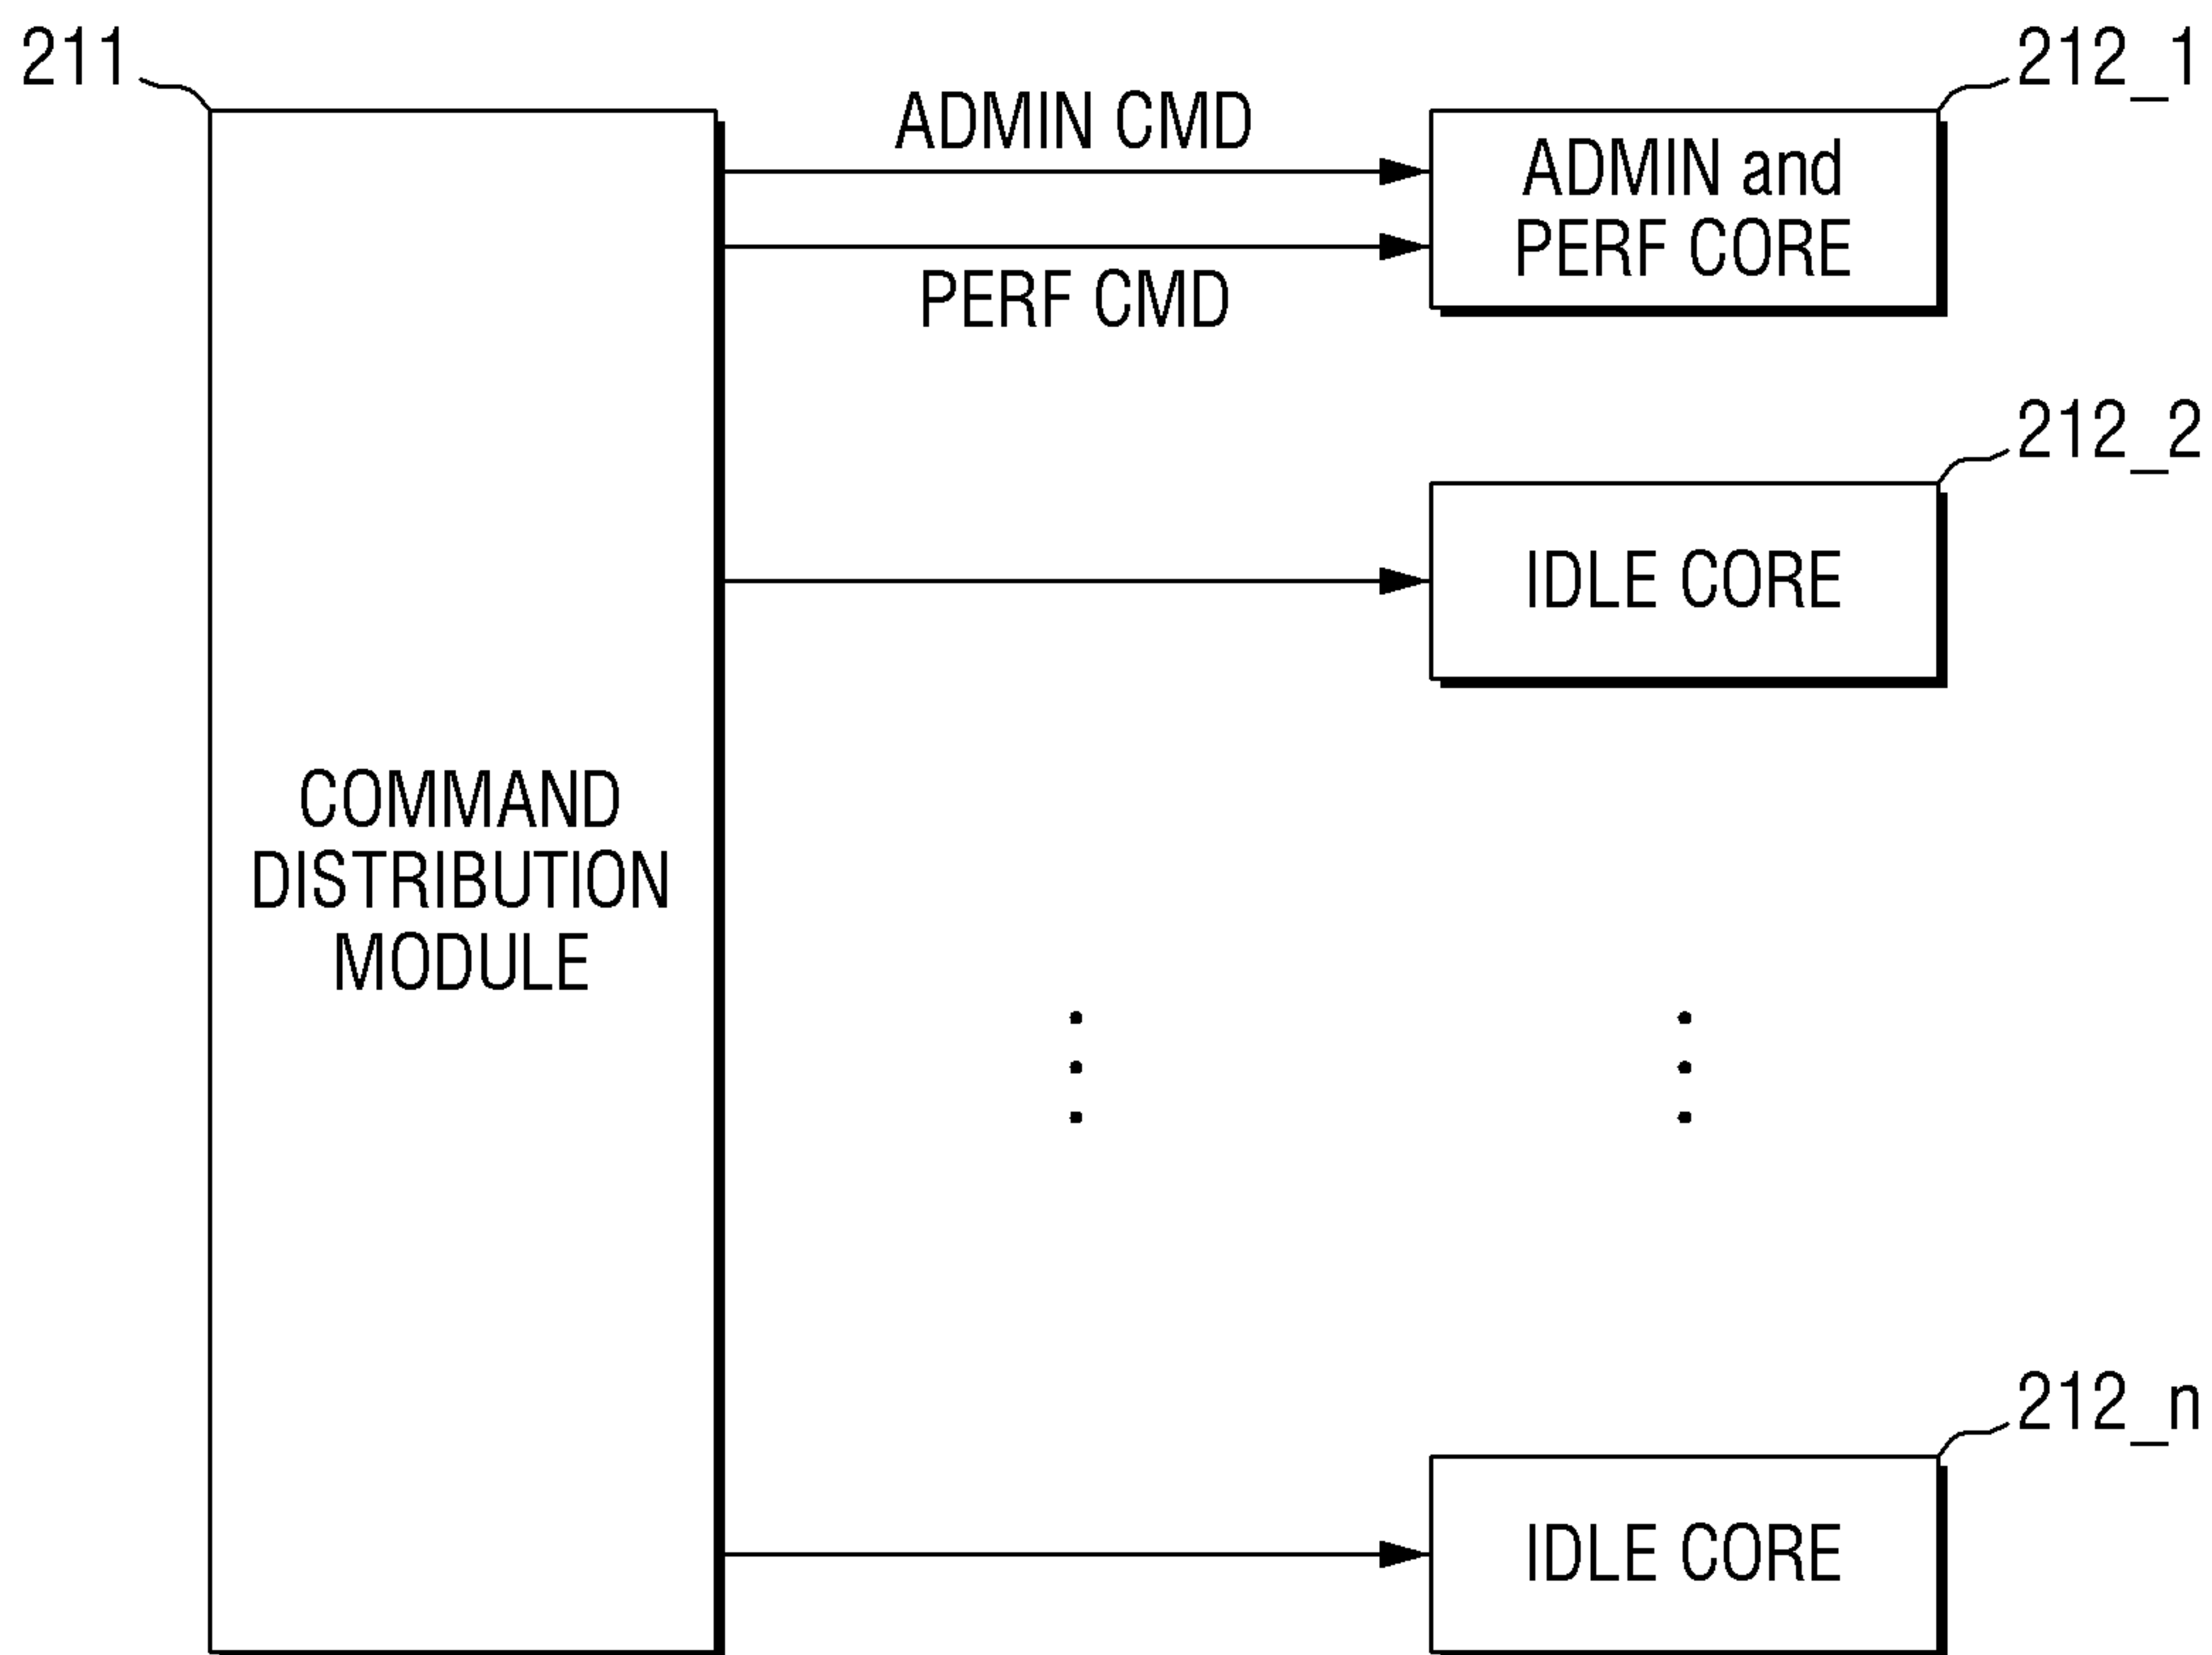 211
212_1
ADMIN CMD
ADMIN and
PERF CORE
PERF CMD
212_2
IDLE CORE
COMMAND
DISTRIBUTION
MODULE
212_n
IDLE CORE